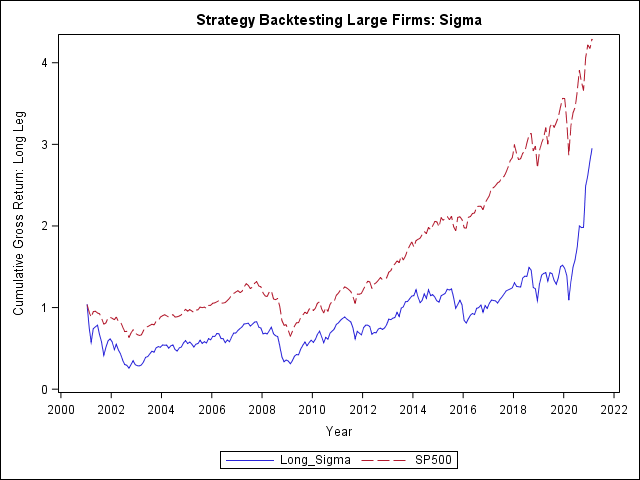 Strategy Backtesting Large Firms: Sigma
Cumulative Gross Return: Long Leg
4
3
2
1
0
2000 2002 2004 2006 2008 2010 2012 2014 2016 2018 2020 2022
Year
Long_Sigma SP500